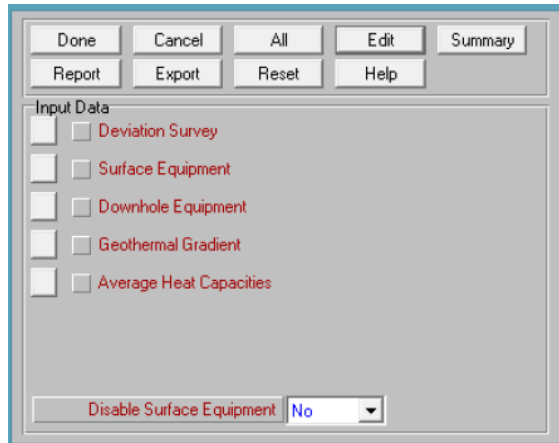 Done Cancel All Edit Summary
Report Export Reset Help
Input Data
Deviation Survey
Surface Equipment
Downhole Equipment
Geothermal Gradient
Average Heat Capacities
Disable Surface Equipment No